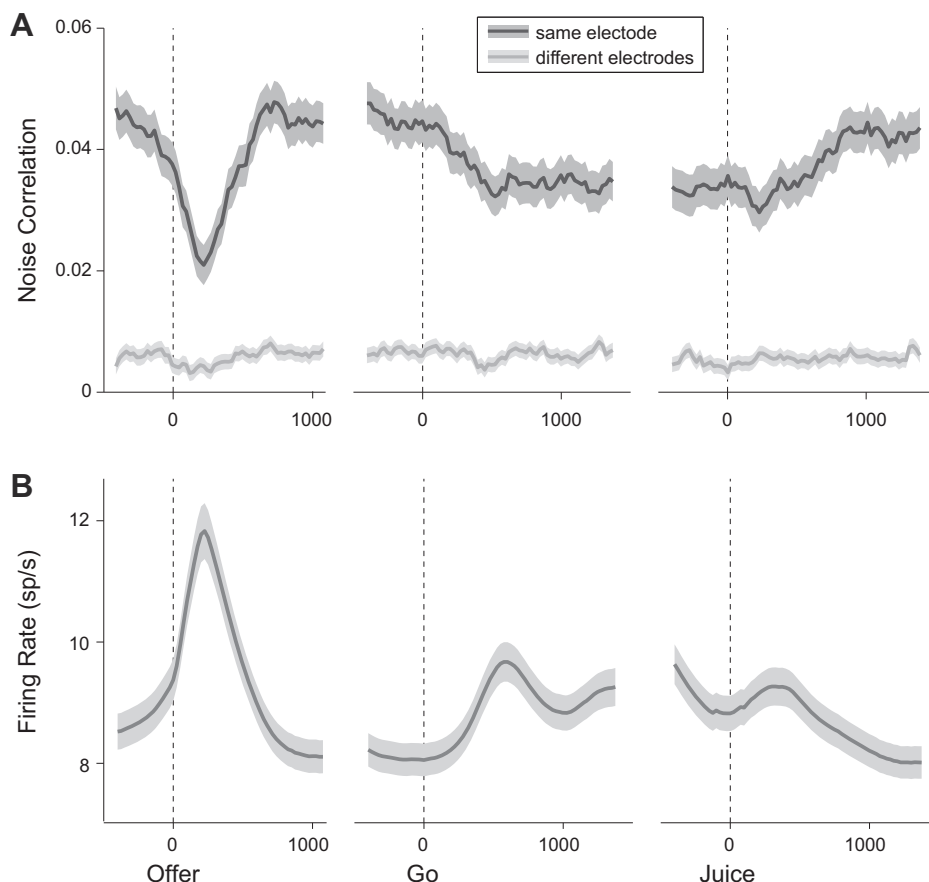 A
0.06
0.04
0.02
0
Noise Correlation
same electode
different electrodes
0 1000 0 1000 0 1000
B
12
10
8
Firing Rate (sp/s)
0 1000 0 1000 0 1000
Offer Go Juice